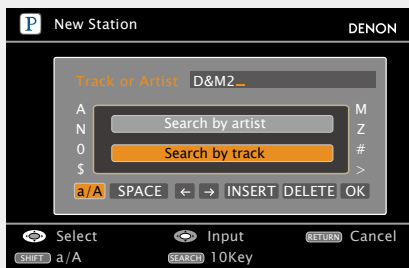 P New Station DENON
Track or Artist D&M2_
A M
Search by artist
N Z
0 #
Search by track
$ >
a/A SPACE ← → INSERT DELETE OK
Select Input RETURN Cancel
SHIFT a/A SEARCH 10Key